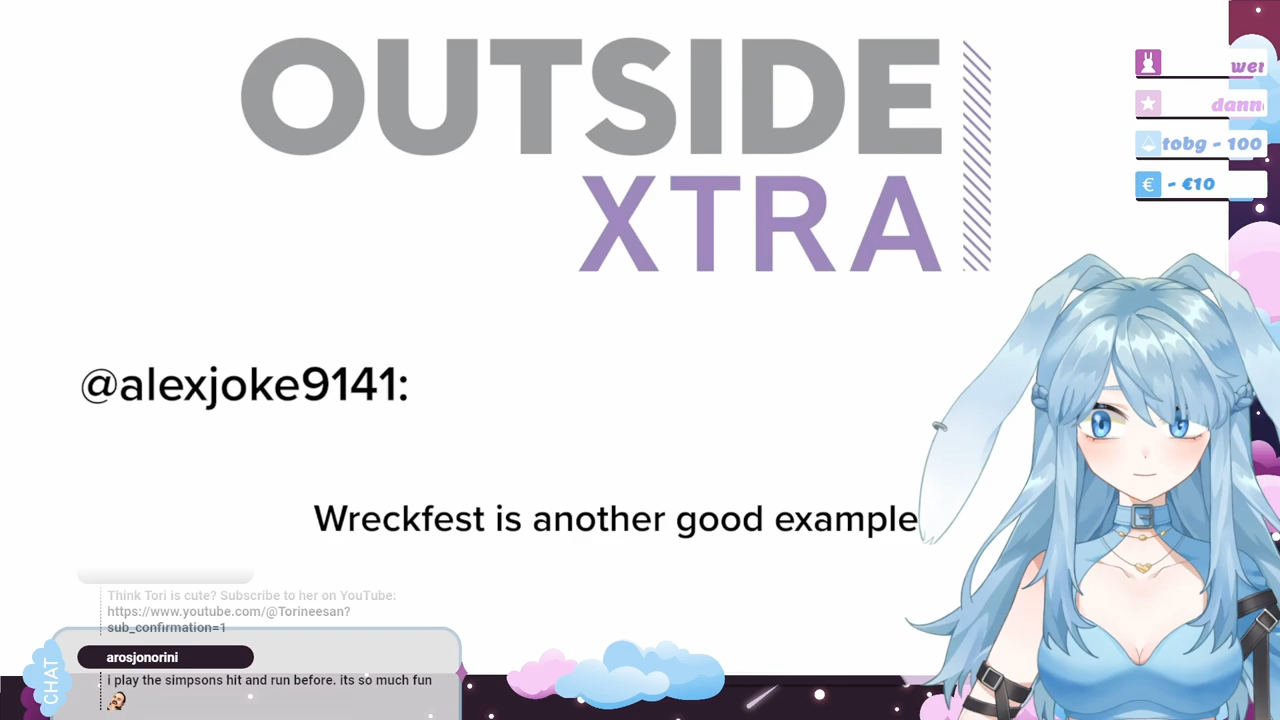 OUTSIDE
XTRA
@alexjoke9141:
Wreckfest is another good example
tobg - 100
€ - €10
Think Tori is cute? Subscribe to her on YouTube:
https://www.youtube.com/@Torineesan?
sub_confirmation=1
CHAT
arosjonorini
i play the simpsons hit and run before. its so much fun